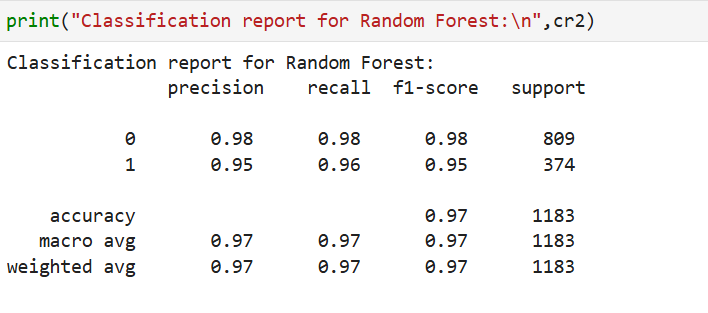 print("Classification report for Random Forest:\n",cr2)
Classification report for Random Forest:
precision recall f1-score support
0 0.98 0.98 0.98 809
1 0.95 0.96 0.95 374
accuracy 0.97 1183
macro avg 0.97 0.97 0.97 1183
weighted avg 0.97 0.97 0.97 1183